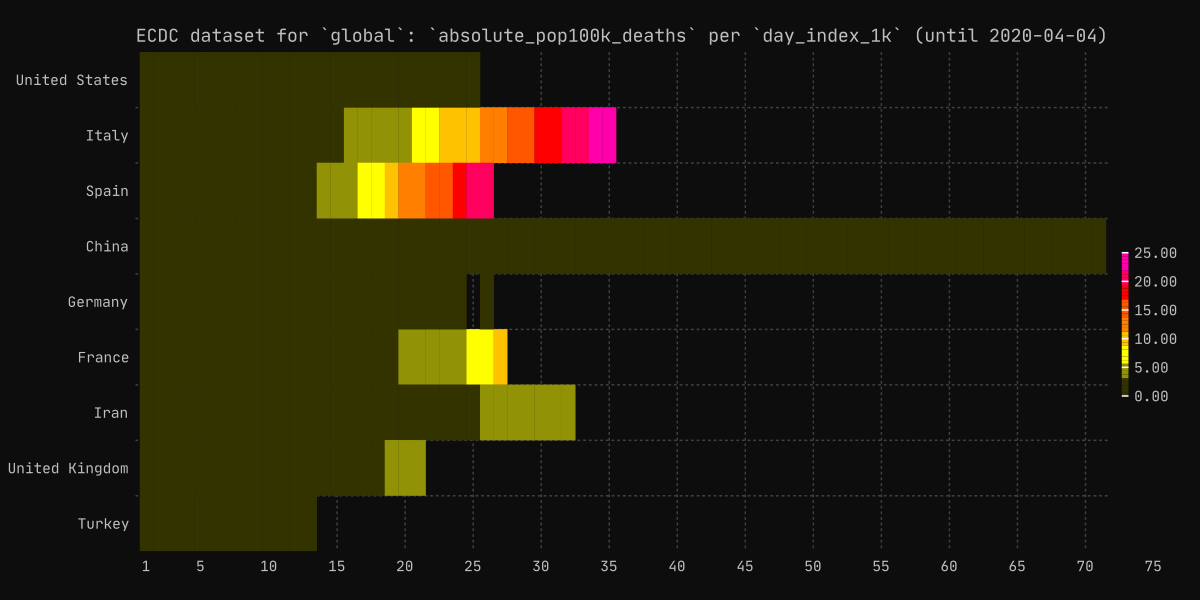 ECDC dataset for `global`: `absolute_pop100k_deaths` per `day_index_1k` (until 2020-04-04)
United States
Italy
Spain
China
Germany
France
Iran
United Kingdom
Turkey
25.00
20.00
15.00
10.00
5.00
0.00
1 5 10 15 20 25 30 35 40 45 50 55 60 65 70 75